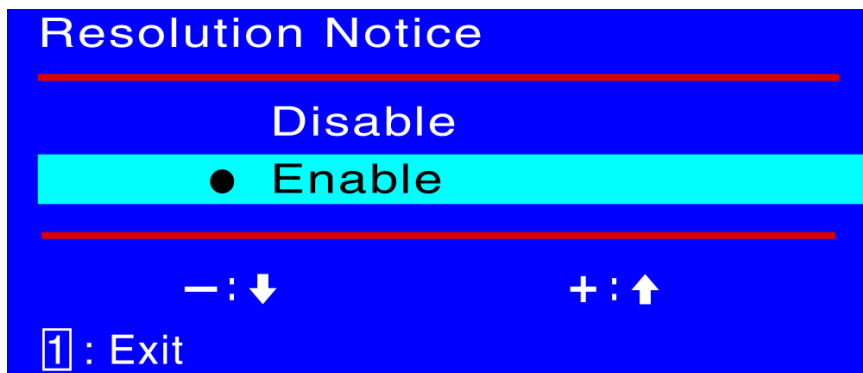 Resolution Notice
Disable
● Enable
–:⬇ +:⬆
1 : Exit